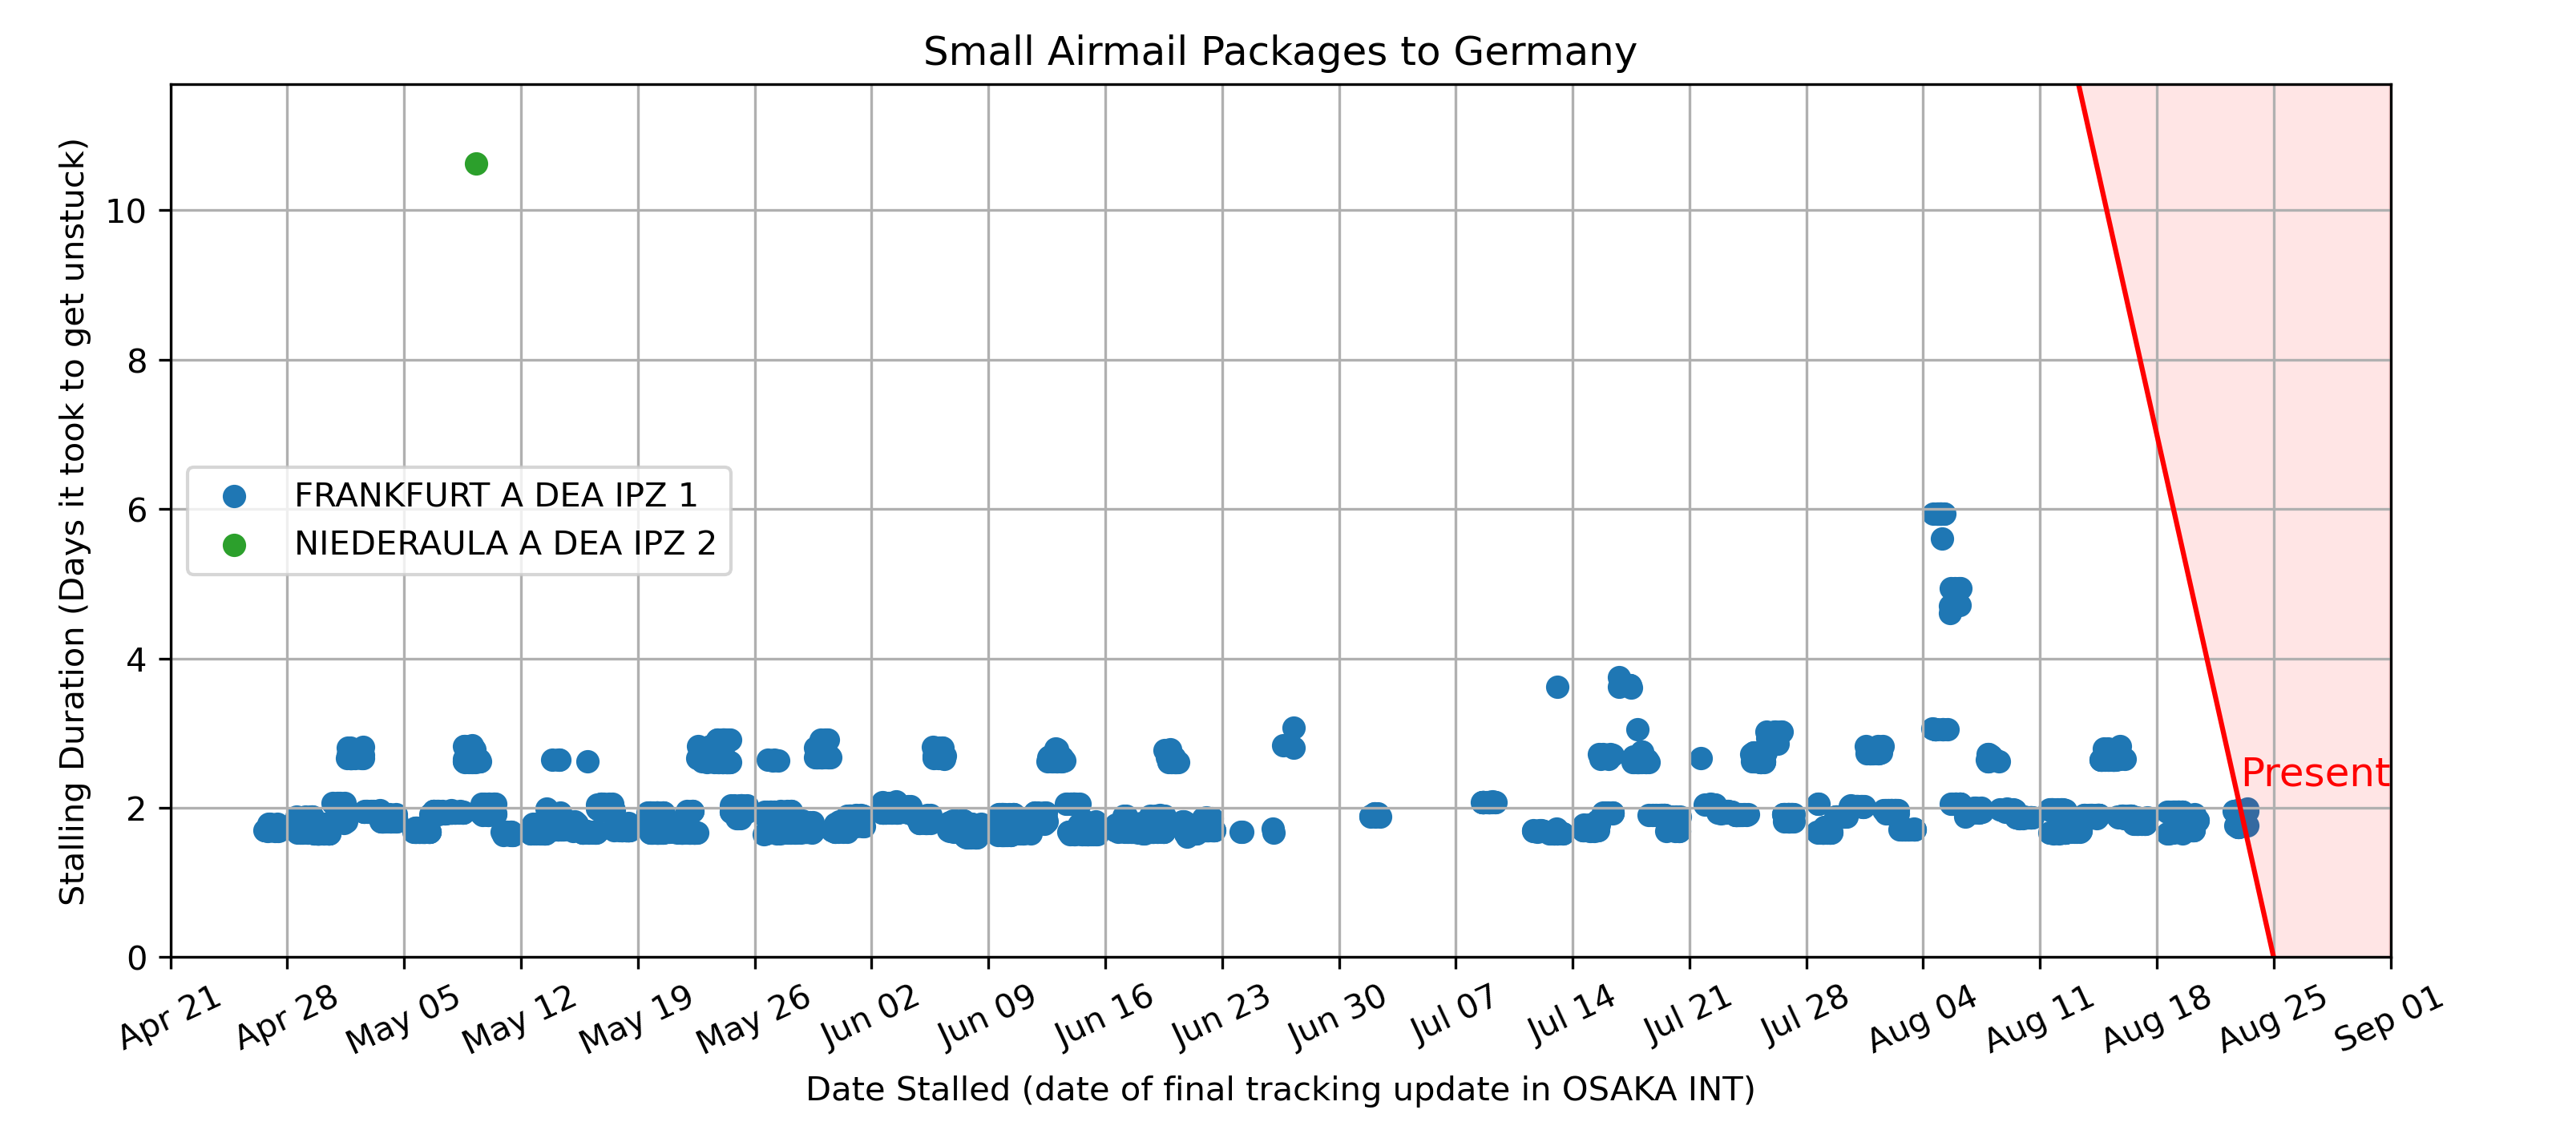 Small Airmail Packages to Germany
Stalling Duration (Days it took to get unstuck)
10
8
6
4
2
0
FRANKFURT A DEA IPZ 1
NIEDERAULA A DEA IPZ 2
Present
Apr 21
Apr 28
May 05
May 12
May 19
May 26
Jun 02
Jun 09
Jun 16
Jun 23
Jun 30
Jul 07
Jul 14
Jul 21
Jul 28
Aug 04
Aug 11
Aug 18
Aug 25
Sep 01
Date Stalled (date of final tracking update in OSAKA INT)